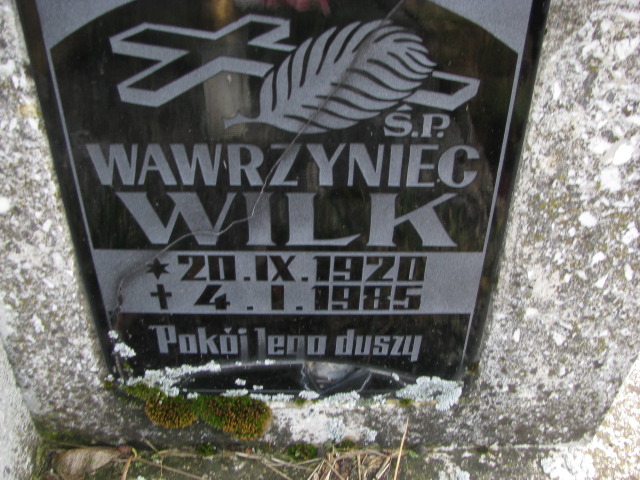 Ś.P.
WAWRZYNIEC
WILK
* 20.IX.1920
✝ 4.I.1985
Pokój Jego duszy